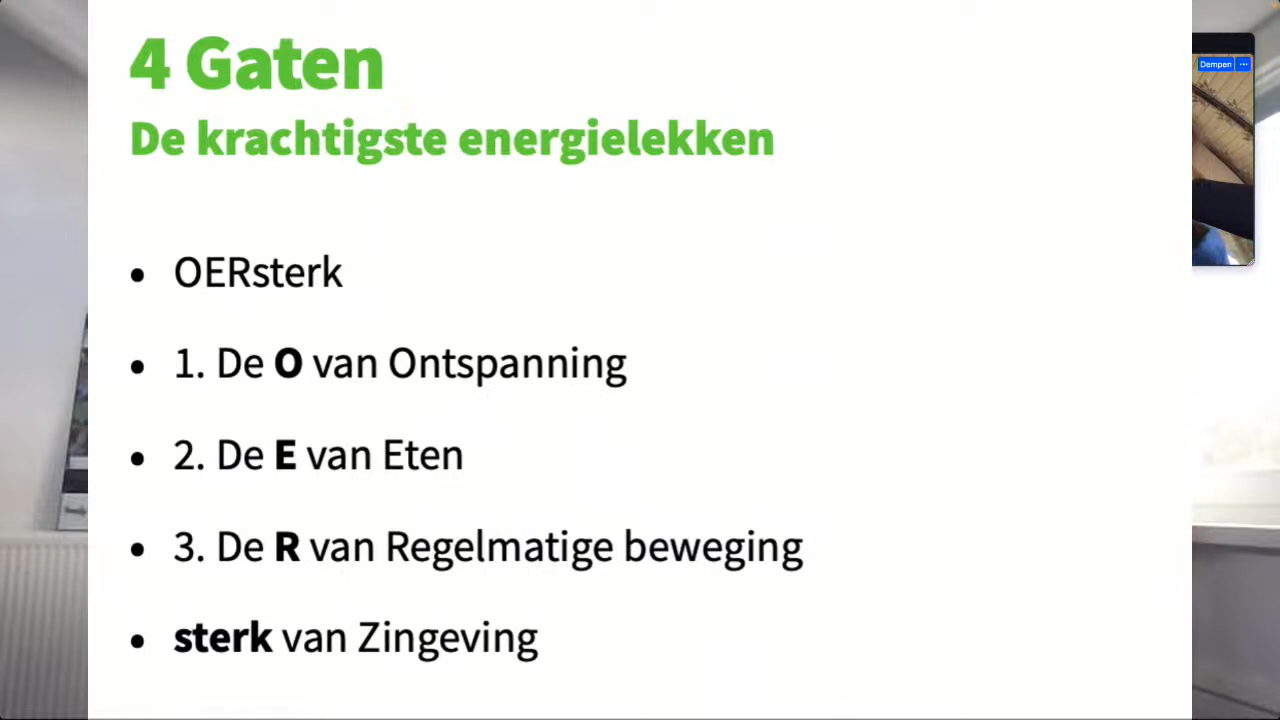 4 Gaten
De krachtigste energielekken
• OERsterk
• 1. De O van Ontspanning
• 2. De E van Eten
• 3. De R van Regelmatige beweging
• sterk van Zingeving
Dempen ...